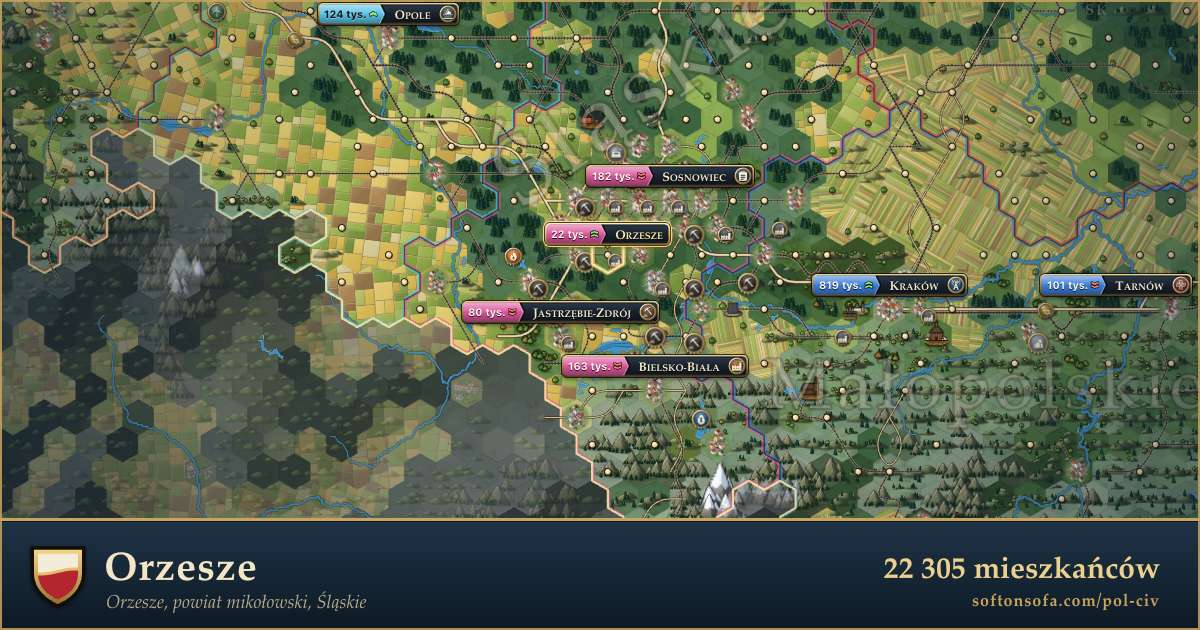 124 tys. Opole
Śląskie
182 tys. Sosnowiec
22 tys. Orzesze
819 tys. Kraków
101 tys. Tarnów
80 tys. Jastrzębie-Zdrój
163 tys. Bielsko-Biała
Małopolskie
Orzesze
22 305 mieszkańców
Orzesze, powiat mikołowski, Śląskie
softonsofa.com/pol-civ